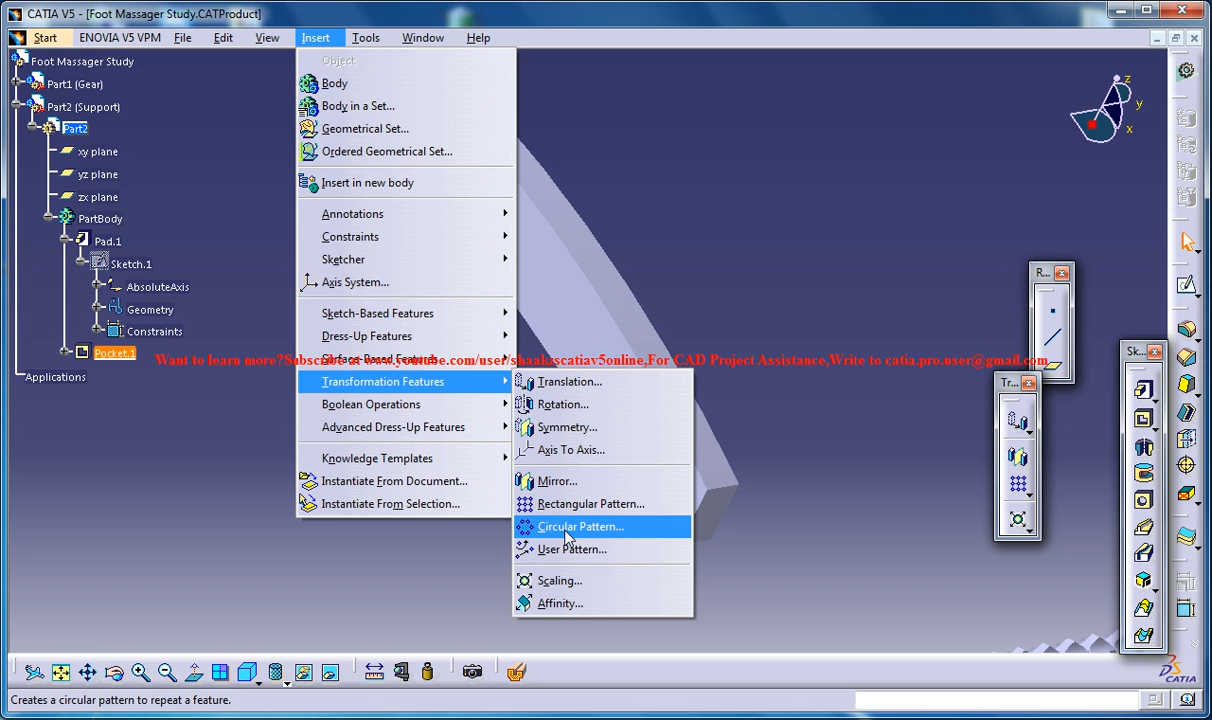 CATIA V5 - [Foot Massager Study.CATProduct]
Start ENOVIA V5 VPM File Edit View Insert Tools Window Help
Foot Massager Study
Part1 (Gear)
Part2 (Support)
Part2
xy plane
yz plane
zx plane
PartBody
Pad.1
Sketch.1
AbsoluteAxis
Geometry
Constraints
Pocket.1
Applications
Object
Body
Body in a Set...
Geometrical Set...
Ordered Geometrical Set...
Insert in new body
Annotations
Constraints
Sketcher
Axis System...
Sketch-Based Features
Dress-Up Features
Surface-Based Features
Want to learn more?Subscribe at www.youtube.com/user/shaakzscatiav5online,For CAD Project Assistance,Write to catia.pro.user@gmail.com
Transformation Features
Boolean Operations
Advanced Dress-Up Features
Knowledge Templates
Instantiate From Document...
Instantiate From Selection...
Translation...
Rotation...
Symmetry...
Axis To Axis...
Mirror...
Rectangular Pattern...
Circular Pattern...
User Pattern...
Scaling...
Affinity...
z
y
x
R...
Sk...
Tr...
Creates a circular pattern to repeat a feature.
CATIA